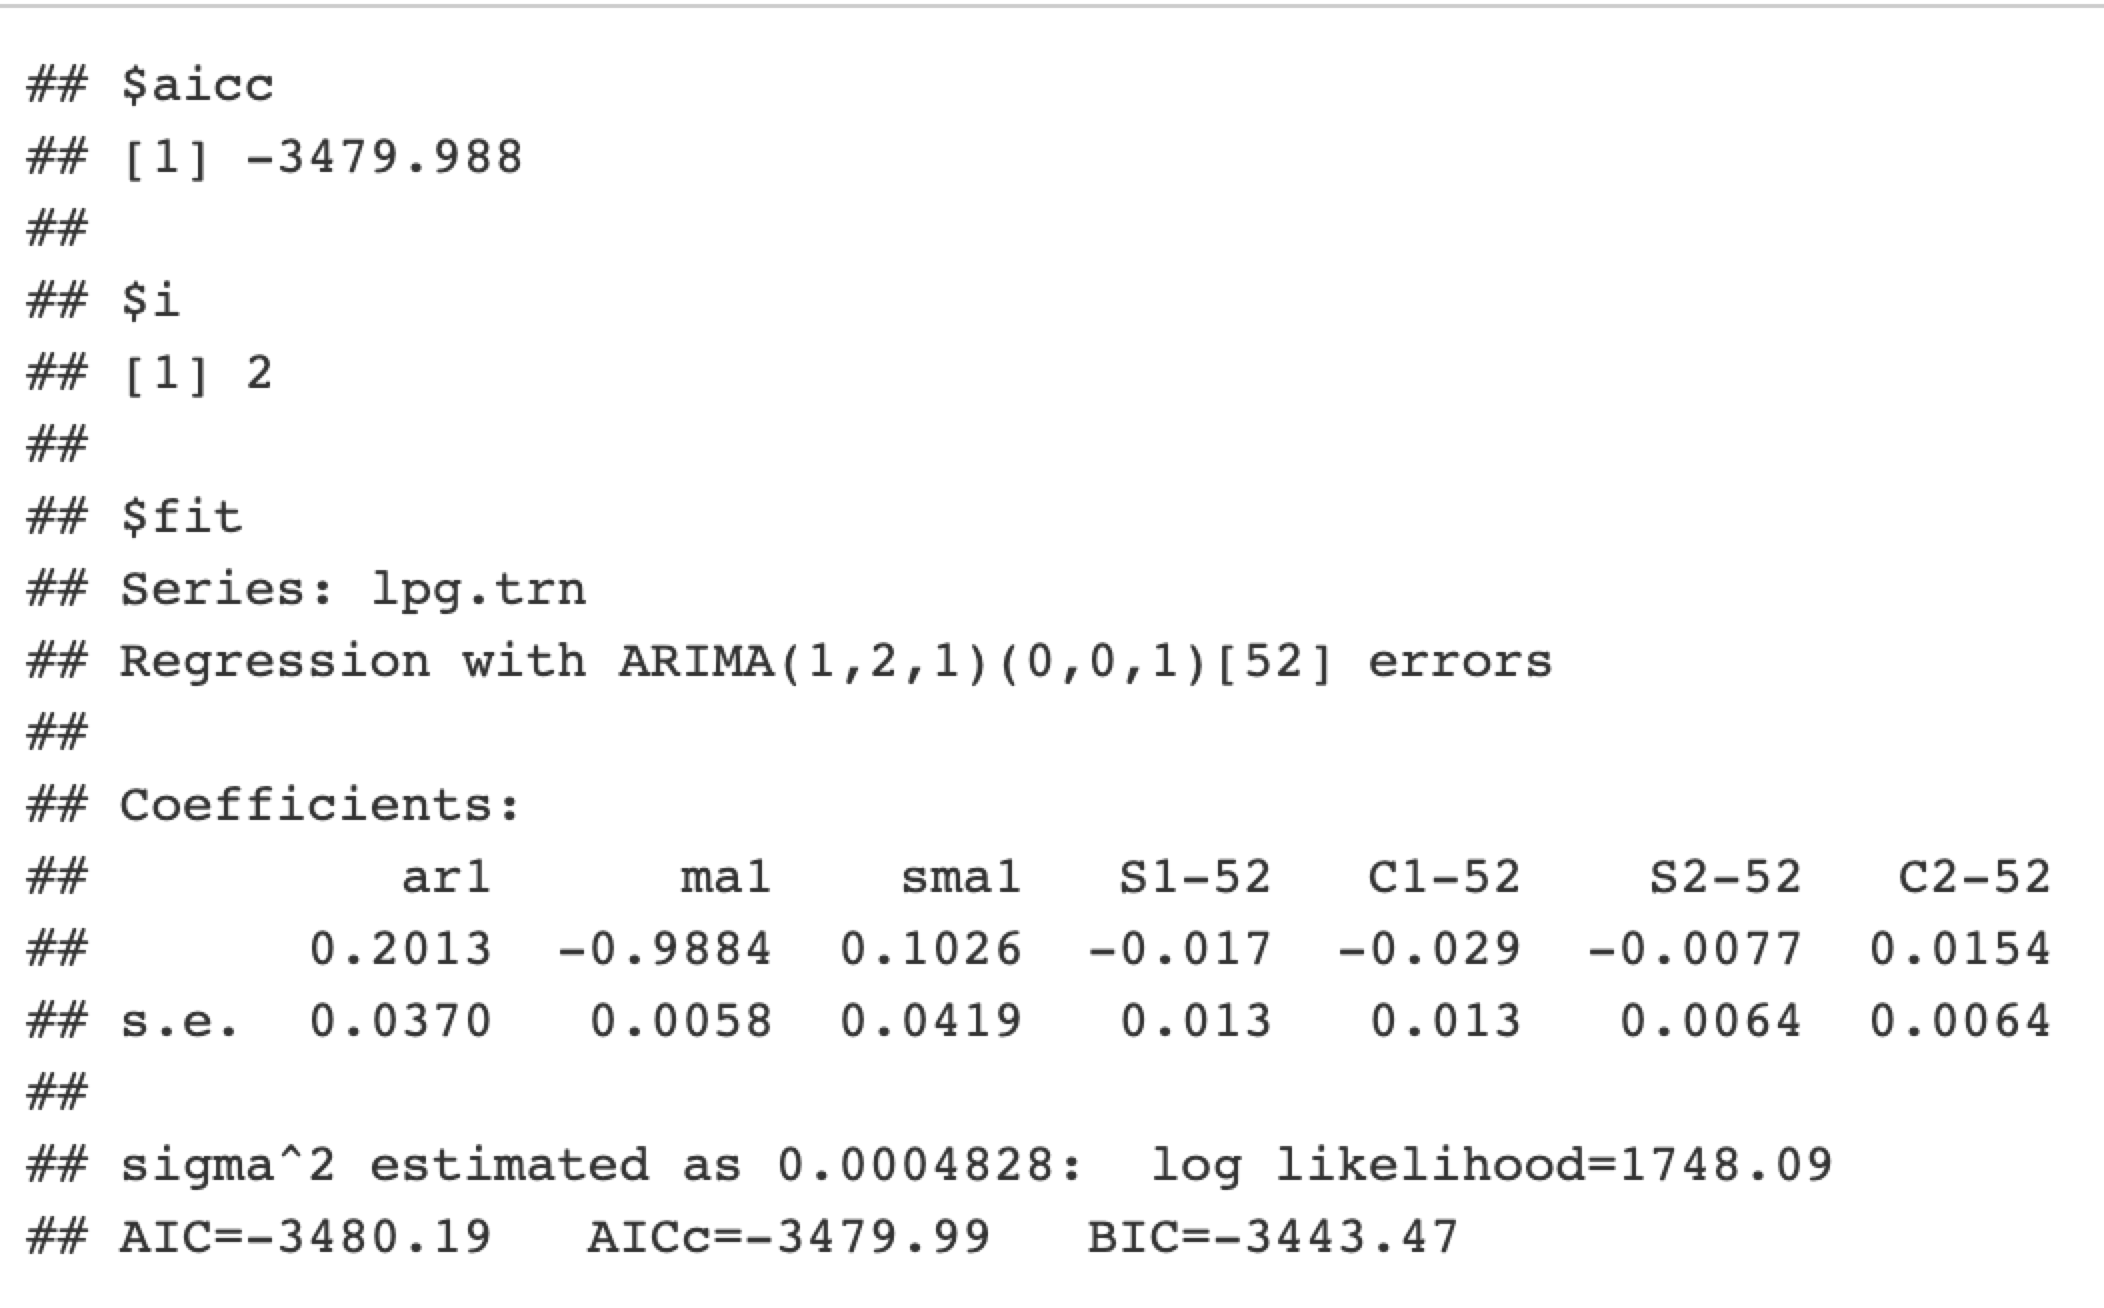 ## $aicc
## [1] -3479.988
##
## $i
## [1] 2
##
## $fit
## Series: lpg.trn
## Regression with ARIMA(1,2,1)(0,0,1)[52] errors
##
## Coefficients:
##          ar1      ma1    sma1   S1-52   C1-52    S2-52   C2-52
##       0.2013  -0.9884  0.1026  -0.017  -0.029  -0.0077  0.0154
## s.e.  0.0370   0.0058  0.0419   0.013   0.013   0.0064  0.0064
##
## sigma^2 estimated as 0.0004828:  log likelihood=1748.09
## AIC=-3480.19   AICc=-3479.99   BIC=-3443.47